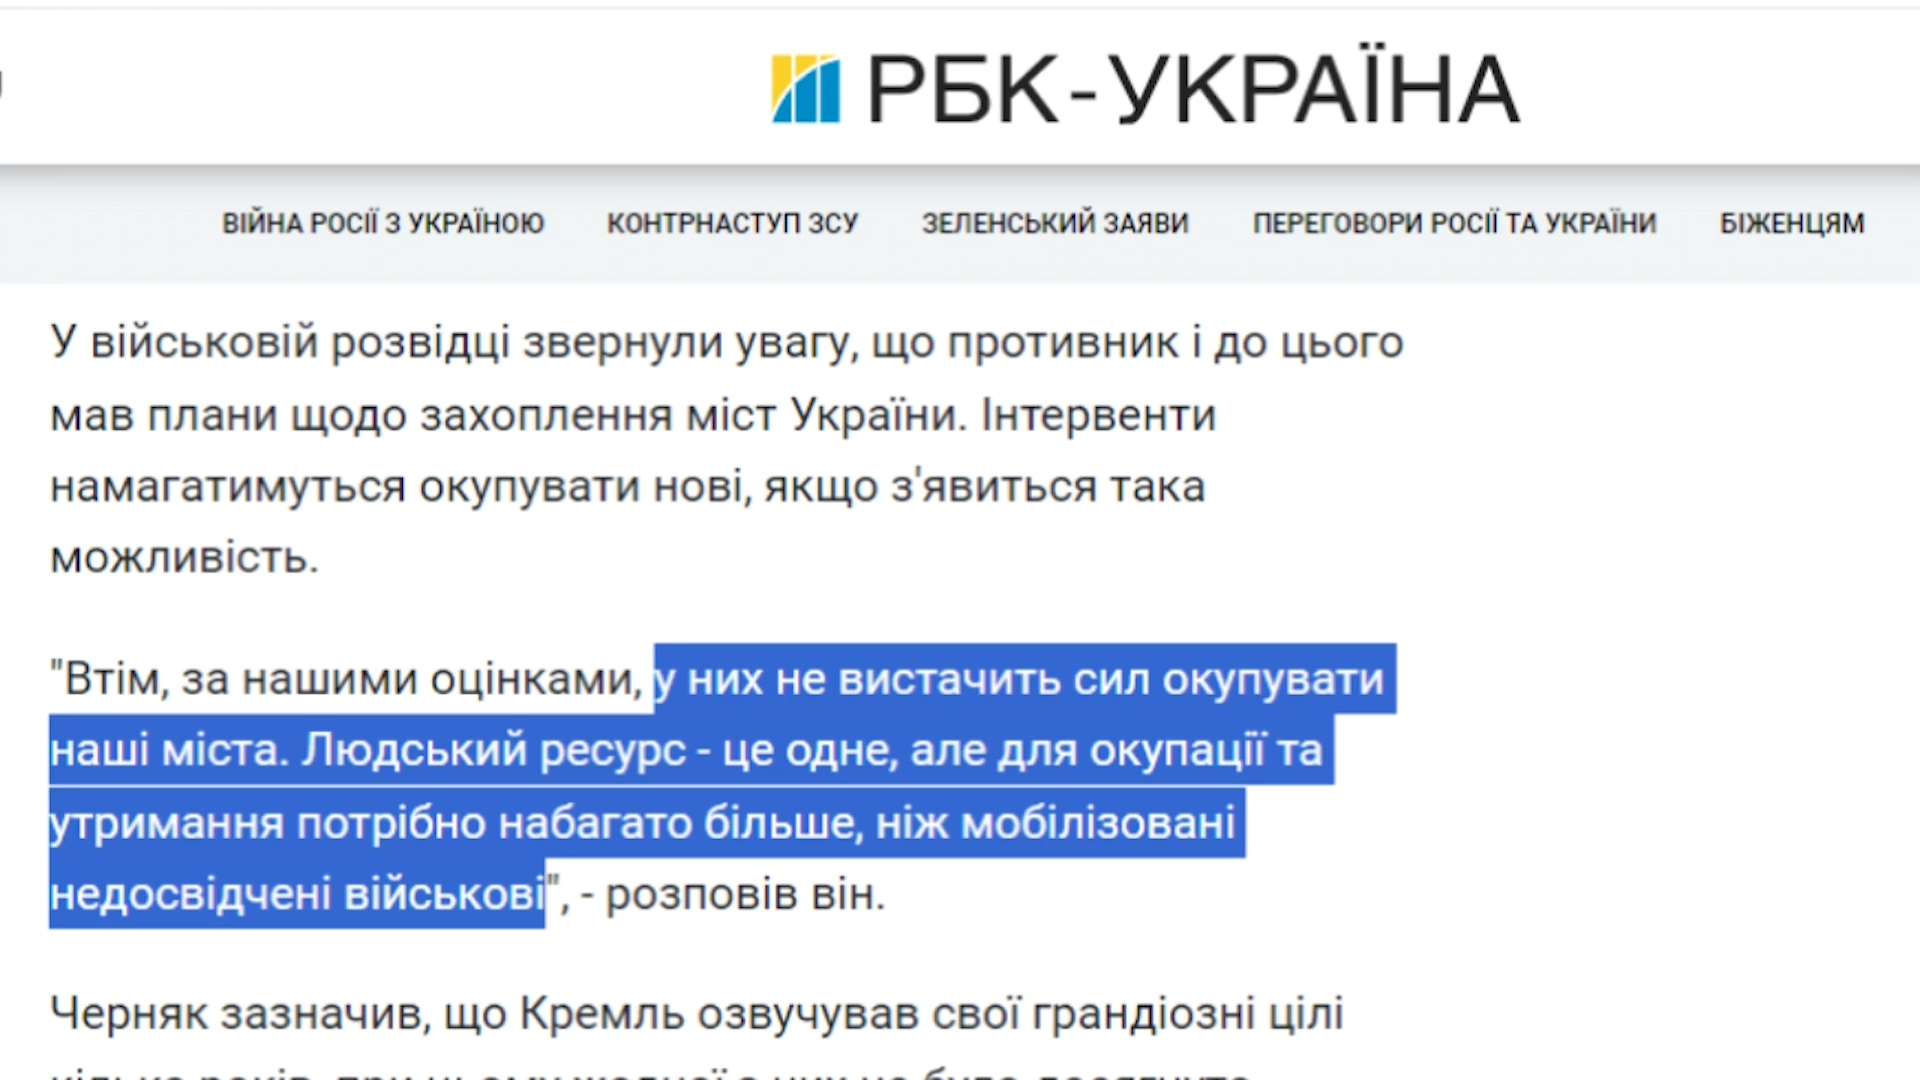 РБК-УКРАЇНА
ВІЙНА РОСІЇ З УКРАЇНОЮ КОНТРНАСТУП ЗСУ ЗЕЛЕНСЬКИЙ ЗАЯВИ ПЕРЕГОВОРИ РОСІЇ ТА УКРАЇНИ БІЖЕНЦЯМ
У військовій розвідці звернули увагу, що противник і до цього
мав плани щодо захоплення міст України. Інтервенти
намагатимуться окупувати нові, якщо з'явиться така
можливість.
"Втім, за нашими оцінками, у них не вистачить сил окупувати
наші міста. Людський ресурс - це одне, але для окупації та
утримання потрібно набагато більше, ніж мобілізовані
недосвідчені військові", - розповів він.
Черняк зазначив, що Кремль озвучував свої грандіозні цілі